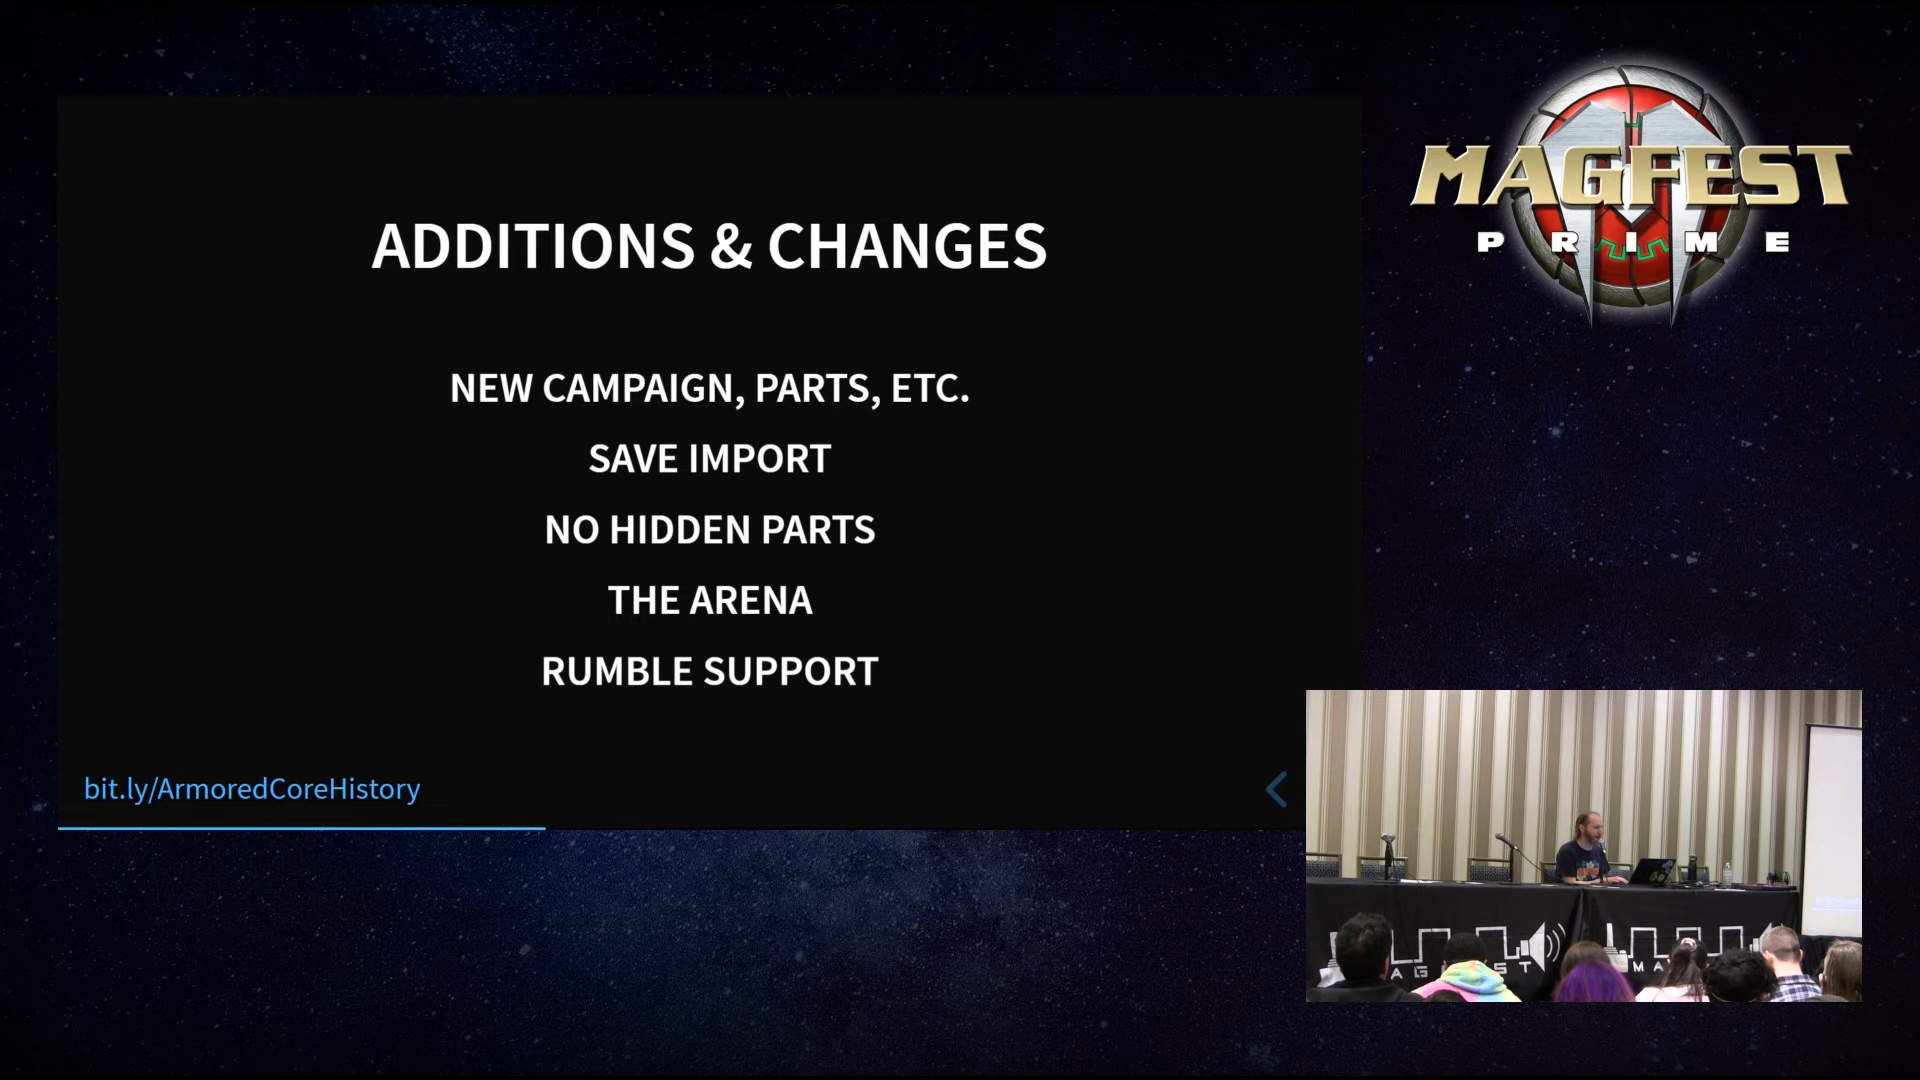 ADDITIONS & CHANGES
NEW CAMPAIGN, PARTS, ETC.
SAVE IMPORT
NO HIDDEN PARTS
THE ARENA
RUMBLE SUPPORT
bit.ly/ArmoredCoreHistory
MAGFEST
PRIME